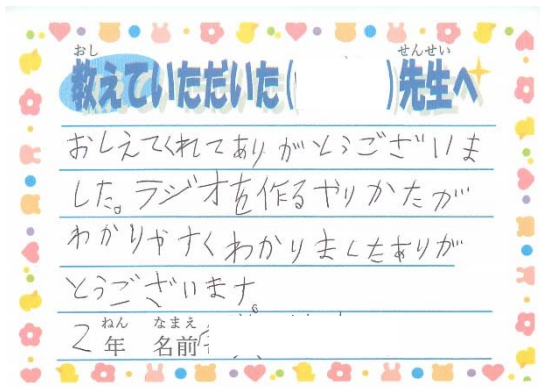 おし せんせい
教えていただいた( )先生へ
おしえてくれてありがとうございま
した。ラジオを作るやりかたが
わかりやすくわかりましたありが
とうございます。
ねん なまえ
2年 名前